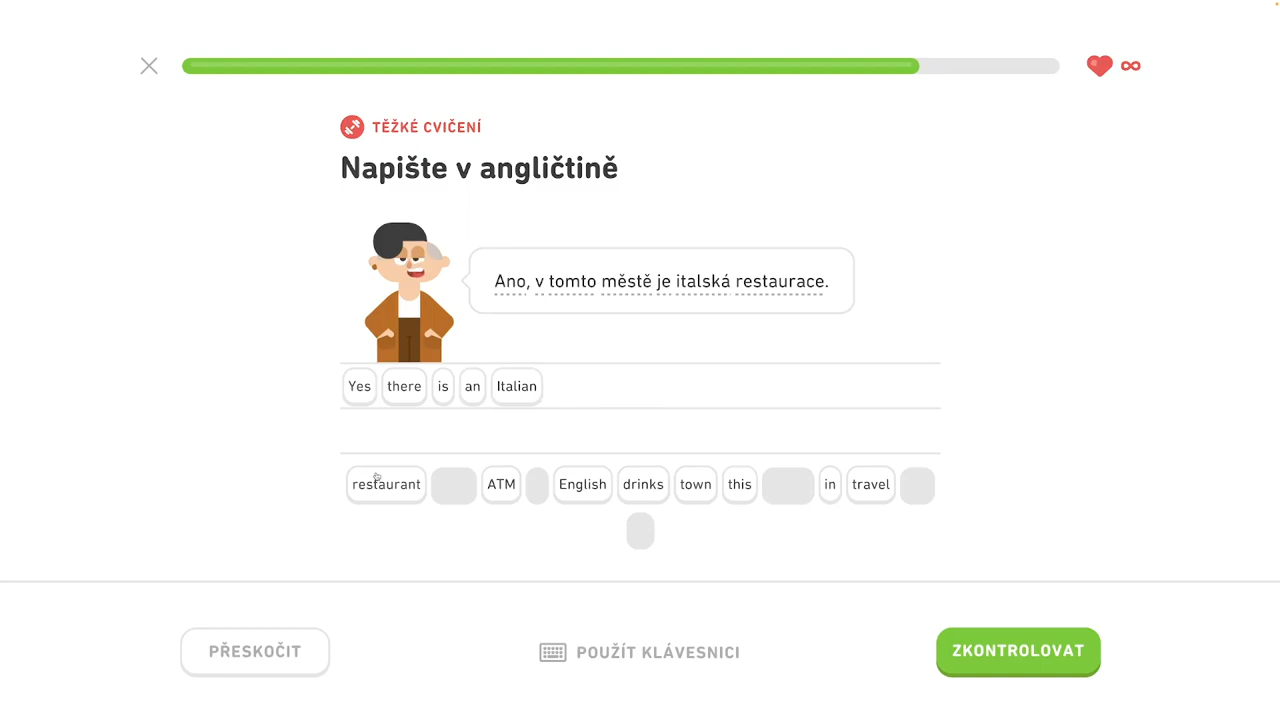 ∞
TĚŽKÉ CVIČENÍ
Napište v angličtině
Ano, v tomto městě je italská restaurace.
Yes there is an Italian
restaurant ATM English drinks town this in travel
PŘESKOČIT POUŽÍT KLÁVESNICI ZKONTROLOVAT